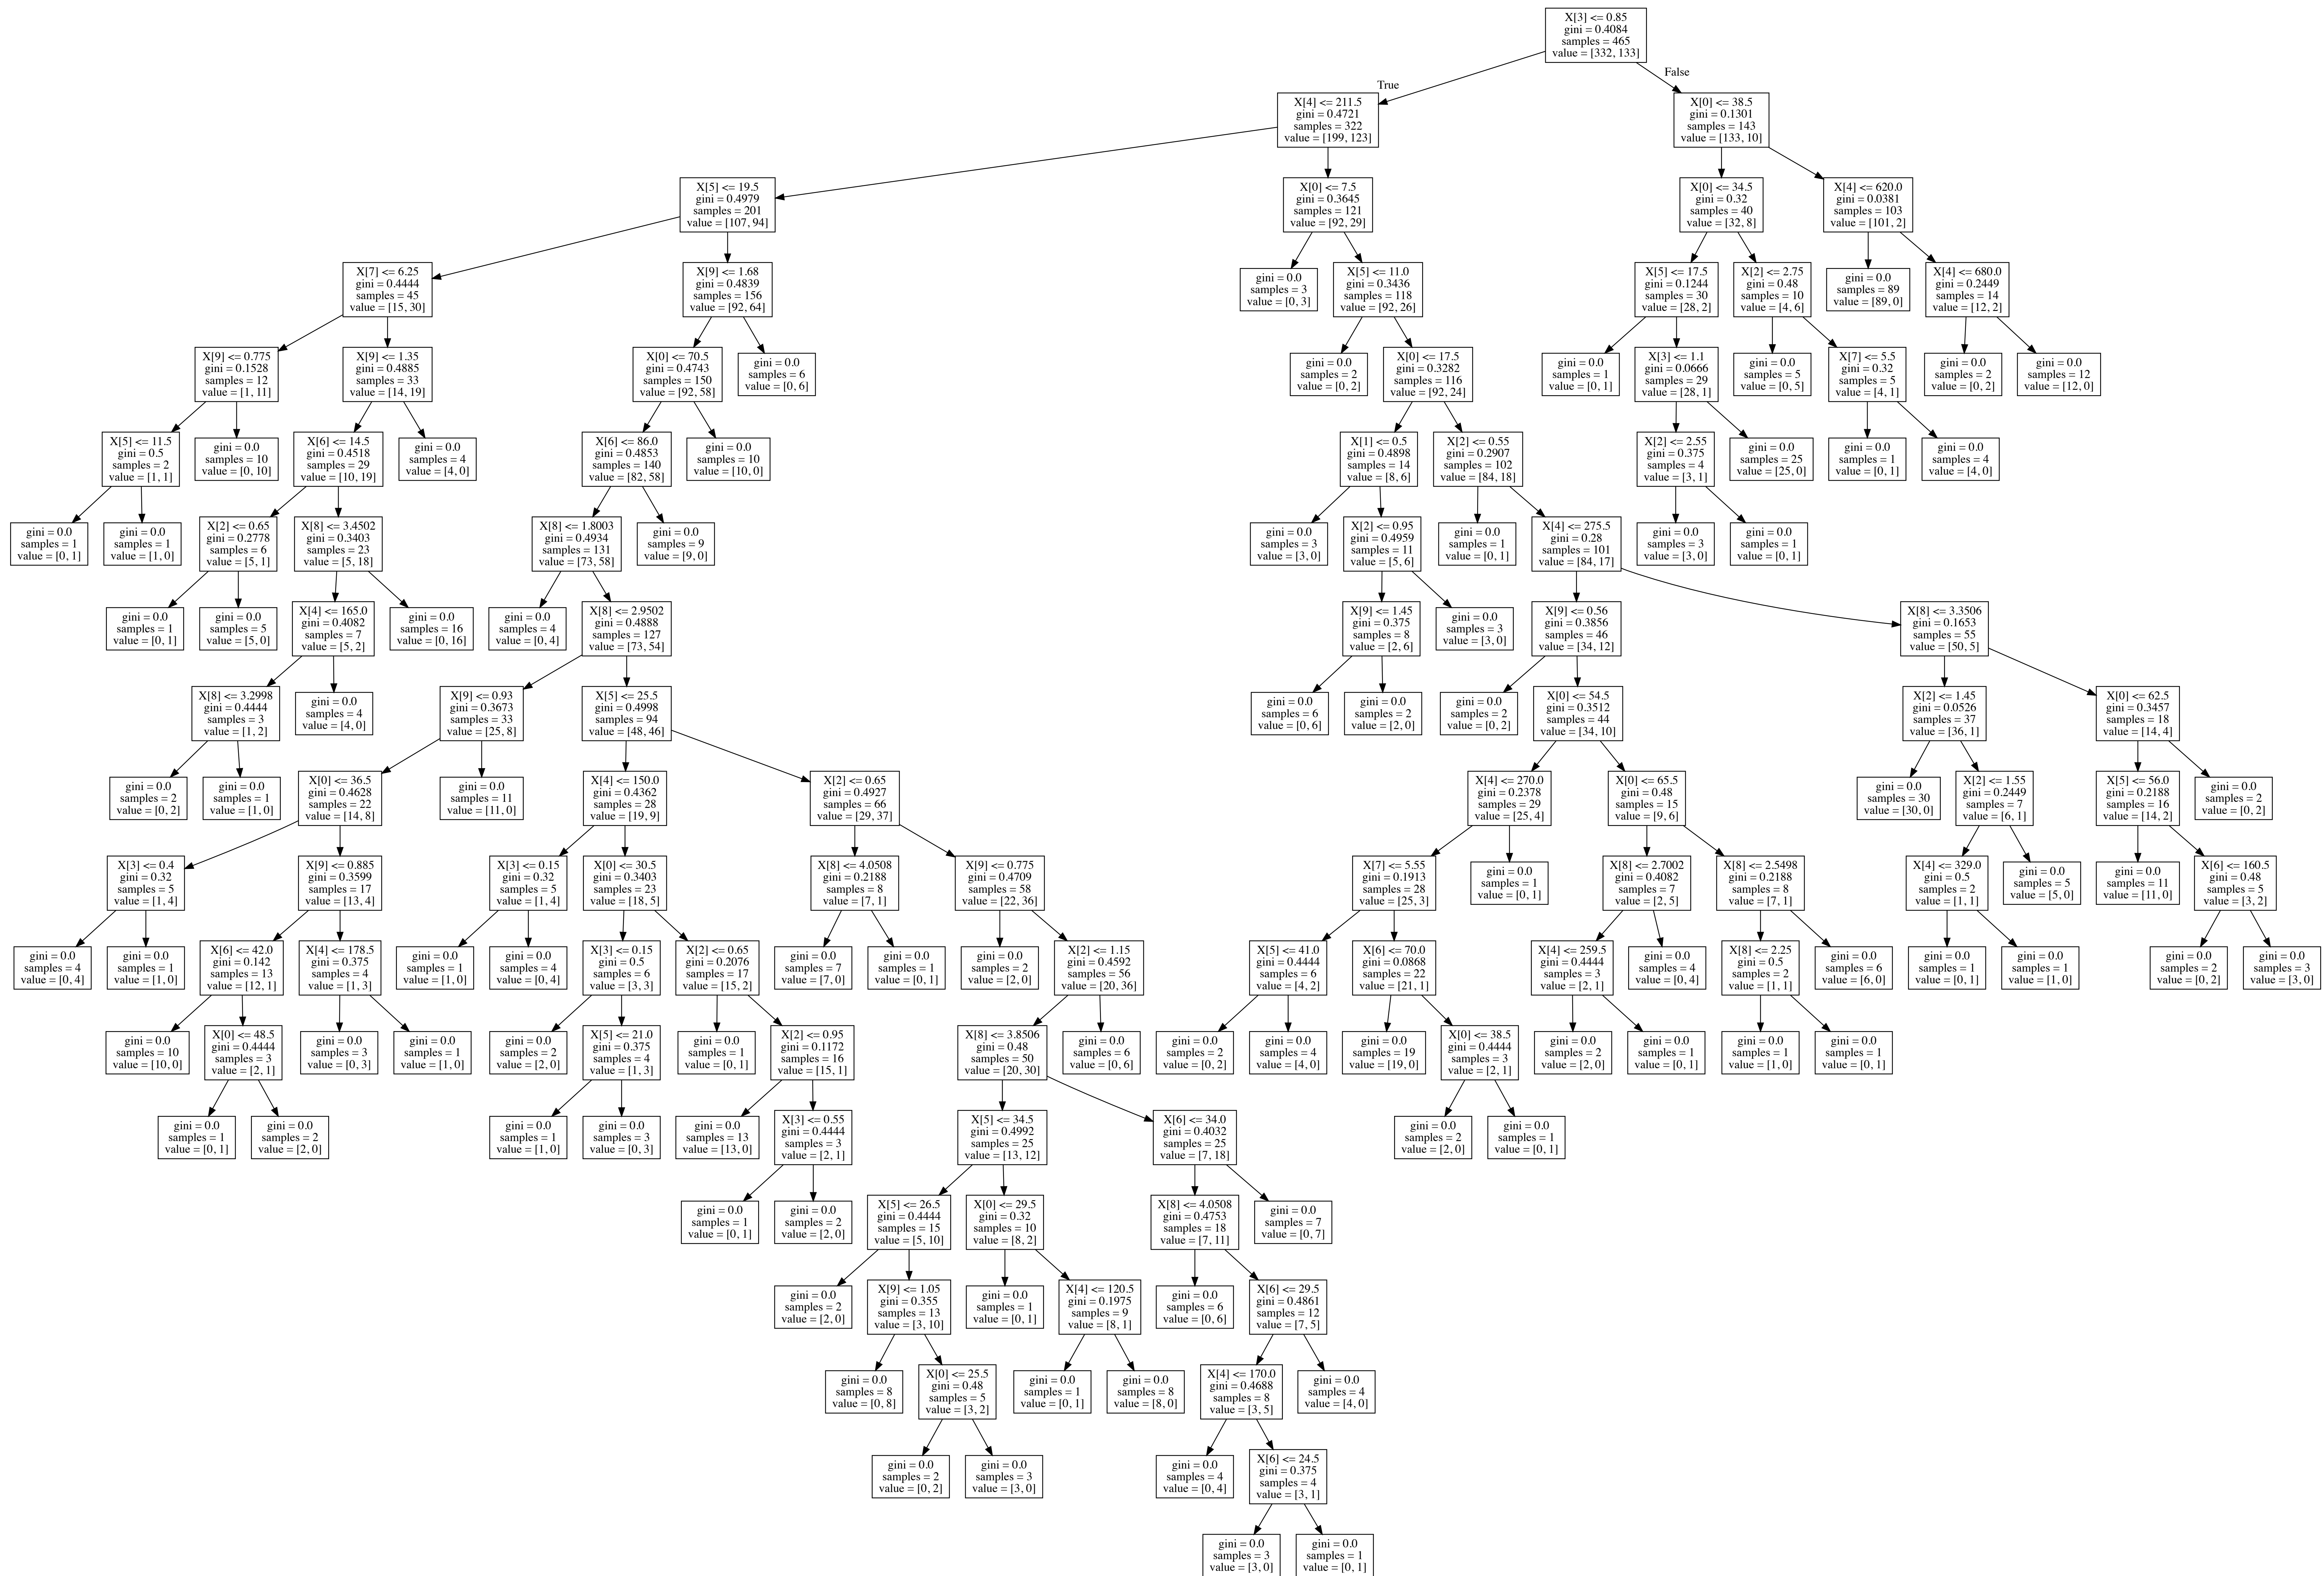 X[3] <= 0.85
gini = 0.4084
samples = 465
value = [332, 133]
True
False
X[4] <= 211.5
gini = 0.4721
samples = 322
value = [199, 123]
X[0] <= 38.5
gini = 0.1301
samples = 143
value = [133, 10]
X[5] <= 19.5
gini = 0.4979
samples = 201
value = [107, 94]
X[0] <= 7.5
gini = 0.3645
samples = 121
value = [92, 29]
X[0] <= 34.5
gini = 0.32
samples = 40
value = [32, 8]
X[4] <= 620.0
gini = 0.0381
samples = 103
value = [101, 2]
X[7] <= 6.25
gini = 0.4444
samples = 45
value = [15, 30]
X[9] <= 1.68
gini = 0.4839
samples = 156
value = [92, 64]
gini = 0.0
samples = 3
value = [0, 3]
X[5] <= 11.0
gini = 0.3436
samples = 118
value = [92, 26]
X[5] <= 17.5
gini = 0.1244
samples = 30
value = [28, 2]
X[2] <= 2.75
gini = 0.48
samples = 10
value = [4, 6]
gini = 0.0
samples = 89
value = [89, 0]
X[4] <= 680.0
gini = 0.2449
samples = 14
value = [12, 2]
X[9] <= 0.775
gini = 0.1528
samples = 12
value = [1, 11]
X[9] <= 1.35
gini = 0.4885
samples = 33
value = [14, 19]
X[0] <= 70.5
gini = 0.4743
samples = 150
value = [92, 58]
gini = 0.0
samples = 6
value = [0, 6]
gini = 0.0
samples = 2
value = [0, 2]
X[0] <= 17.5
gini = 0.3282
samples = 116
value = [92, 24]
gini = 0.0
samples = 1
value = [0, 1]
X[3] <= 1.1
gini = 0.0666
samples = 29
value = [28, 1]
gini = 0.0
samples = 5
value = [0, 5]
X[7] <= 5.5
gini = 0.32
samples = 5
value = [4, 1]
gini = 0.0
samples = 2
value = [0, 2]
gini = 0.0
samples = 12
value = [12, 0]
X[5] <= 11.5
gini = 0.5
samples = 2
value = [1, 1]
gini = 0.0
samples = 10
value = [0, 10]
X[6] <= 14.5
gini = 0.4518
samples = 29
value = [10, 19]
gini = 0.0
samples = 4
value = [4, 0]
X[6] <= 86.0
gini = 0.4853
samples = 140
value = [82, 58]
gini = 0.0
samples = 10
value = [10, 0]
X[1] <= 0.5
gini = 0.4898
samples = 14
value = [8, 6]
X[2] <= 0.55
gini = 0.2907
samples = 102
value = [84, 18]
X[2] <= 2.55
gini = 0.375
samples = 4
value = [3, 1]
gini = 0.0
samples = 25
value = [25, 0]
gini = 0.0
samples = 1
value = [0, 1]
gini = 0.0
samples = 4
value = [4, 0]
gini = 0.0
samples = 1
value = [0, 1]
gini = 0.0
samples = 1
value = [1, 0]
X[2] <= 0.65
gini = 0.2778
samples = 6
value = [5, 1]
X[8] <= 3.4502
gini = 0.3403
samples = 23
value = [5, 18]
X[8] <= 1.8003
gini = 0.4934
samples = 131
value = [73, 58]
gini = 0.0
samples = 9
value = [9, 0]
gini = 0.0
samples = 3
value = [3, 0]
X[2] <= 0.95
gini = 0.4959
samples = 11
value = [5, 6]
gini = 0.0
samples = 1
value = [0, 1]
X[4] <= 275.5
gini = 0.28
samples = 101
value = [84, 17]
gini = 0.0
samples = 3
value = [3, 0]
gini = 0.0
samples = 1
value = [0, 1]
gini = 0.0
samples = 1
value = [0, 1]
gini = 0.0
samples = 5
value = [5, 0]
X[4] <= 165.0
gini = 0.4082
samples = 7
value = [5, 2]
gini = 0.0
samples = 16
value = [0, 16]
gini = 0.0
samples = 4
value = [0, 4]
X[8] <= 2.9502
gini = 0.4888
samples = 127
value = [73, 54]
X[9] <= 1.45
gini = 0.375
samples = 8
value = [2, 6]
gini = 0.0
samples = 3
value = [3, 0]
X[9] <= 0.56
gini = 0.3856
samples = 46
value = [34, 12]
X[8] <= 3.3506
gini = 0.1653
samples = 55
value = [50, 5]
X[8] <= 3.2998
gini = 0.4444
samples = 3
value = [1, 2]
gini = 0.0
samples = 4
value = [4, 0]
X[9] <= 0.93
gini = 0.3673
samples = 33
value = [25, 8]
X[5] <= 25.5
gini = 0.4998
samples = 94
value = [48, 46]
gini = 0.0
samples = 6
value = [0, 6]
gini = 0.0
samples = 2
value = [2, 0]
gini = 0.0
samples = 2
value = [0, 2]
X[0] <= 54.5
gini = 0.3512
samples = 44
value = [34, 10]
X[2] <= 1.45
gini = 0.0526
samples = 37
value = [36, 1]
X[0] <= 62.5
gini = 0.3457
samples = 18
value = [14, 4]
gini = 0.0
samples = 2
value = [0, 2]
gini = 0.0
samples = 1
value = [1, 0]
X[0] <= 36.5
gini = 0.4628
samples = 22
value = [14, 8]
gini = 0.0
samples = 11
value = [11, 0]
X[4] <= 150.0
gini = 0.4362
samples = 28
value = [19, 9]
X[2] <= 0.65
gini = 0.4927
samples = 66
value = [29, 37]
X[4] <= 270.0
gini = 0.2378
samples = 29
value = [25, 4]
X[0] <= 65.5
gini = 0.48
samples = 15
value = [9, 6]
gini = 0.0
samples = 30
value = [30, 0]
X[2] <= 1.55
gini = 0.2449
samples = 7
value = [6, 1]
X[5] <= 56.0
gini = 0.2188
samples = 16
value = [14, 2]
gini = 0.0
samples = 2
value = [0, 2]
X[3] <= 0.4
gini = 0.32
samples = 5
value = [1, 4]
X[9] <= 0.885
gini = 0.3599
samples = 17
value = [13, 4]
X[3] <= 0.15
gini = 0.32
samples = 5
value = [1, 4]
X[0] <= 30.5
gini = 0.3403
samples = 23
value = [18, 5]
X[8] <= 4.0508
gini = 0.2188
samples = 8
value = [7, 1]
X[9] <= 0.775
gini = 0.4709
samples = 58
value = [22, 36]
X[7] <= 5.55
gini = 0.1913
samples = 28
value = [25, 3]
gini = 0.0
samples = 1
value = [0, 1]
X[8] <= 2.7002
gini = 0.4082
samples = 7
value = [2, 5]
X[8] <= 2.5498
gini = 0.2188
samples = 8
value = [7, 1]
X[4] <= 329.0
gini = 0.5
samples = 2
value = [1, 1]
gini = 0.0
samples = 5
value = [5, 0]
gini = 0.0
samples = 11
value = [11, 0]
X[6] <= 160.5
gini = 0.48
samples = 5
value = [3, 2]
gini = 0.0
samples = 4
value = [0, 4]
gini = 0.0
samples = 1
value = [1, 0]
X[6] <= 42.0
gini = 0.142
samples = 13
value = [12, 1]
X[4] <= 178.5
gini = 0.375
samples = 4
value = [1, 3]
gini = 0.0
samples = 1
value = [1, 0]
gini = 0.0
samples = 4
value = [0, 4]
X[3] <= 0.15
gini = 0.5
samples = 6
value = [3, 3]
X[2] <= 0.65
gini = 0.2076
samples = 17
value = [15, 2]
gini = 0.0
samples = 7
value = [7, 0]
gini = 0.0
samples = 1
value = [0, 1]
gini = 0.0
samples = 2
value = [2, 0]
X[2] <= 1.15
gini = 0.4592
samples = 56
value = [20, 36]
X[5] <= 41.0
gini = 0.4444
samples = 6
value = [4, 2]
X[6] <= 70.0
gini = 0.0868
samples = 22
value = [21, 1]
X[4] <= 259.5
gini = 0.4444
samples = 3
value = [2, 1]
gini = 0.0
samples = 4
value = [0, 4]
X[8] <= 2.25
gini = 0.5
samples = 2
value = [1, 1]
gini = 0.0
samples = 6
value = [6, 0]
gini = 0.0
samples = 1
value = [0, 1]
gini = 0.0
samples = 1
value = [1, 0]
gini = 0.0
samples = 2
value = [0, 2]
gini = 0.0
samples = 3
value = [3, 0]
gini = 0.0
samples = 10
value = [10, 0]
X[0] <= 48.5
gini = 0.4444
samples = 3
value = [2, 1]
gini = 0.0
samples = 3
value = [0, 3]
gini = 0.0
samples = 1
value = [1, 0]
gini = 0.0
samples = 2
value = [2, 0]
X[5] <= 21.0
gini = 0.375
samples = 4
value = [1, 3]
gini = 0.0
samples = 1
value = [0, 1]
X[2] <= 0.95
gini = 0.1172
samples = 16
value = [15, 1]
X[8] <= 3.8506
gini = 0.48
samples = 50
value = [20, 30]
gini = 0.0
samples = 6
value = [0, 6]
gini = 0.0
samples = 2
value = [0, 2]
gini = 0.0
samples = 4
value = [4, 0]
gini = 0.0
samples = 19
value = [19, 0]
X[0] <= 38.5
gini = 0.4444
samples = 3
value = [2, 1]
gini = 0.0
samples = 2
value = [2, 0]
gini = 0.0
samples = 1
value = [0, 1]
gini = 0.0
samples = 1
value = [1, 0]
gini = 0.0
samples = 1
value = [0, 1]
gini = 0.0
samples = 1
value = [0, 1]
gini = 0.0
samples = 2
value = [2, 0]
gini = 0.0
samples = 1
value = [1, 0]
gini = 0.0
samples = 3
value = [0, 3]
gini = 0.0
samples = 13
value = [13, 0]
X[3] <= 0.55
gini = 0.4444
samples = 3
value = [2, 1]
X[5] <= 34.5
gini = 0.4992
samples = 25
value = [13, 12]
X[6] <= 34.0
gini = 0.4032
samples = 25
value = [7, 18]
gini = 0.0
samples = 2
value = [2, 0]
gini = 0.0
samples = 1
value = [0, 1]
gini = 0.0
samples = 1
value = [0, 1]
gini = 0.0
samples = 2
value = [2, 0]
X[5] <= 26.5
gini = 0.4444
samples = 15
value = [5, 10]
X[0] <= 29.5
gini = 0.32
samples = 10
value = [8, 2]
X[8] <= 4.0508
gini = 0.4753
samples = 18
value = [7, 11]
gini = 0.0
samples = 7
value = [0, 7]
gini = 0.0
samples = 2
value = [2, 0]
X[9] <= 1.05
gini = 0.355
samples = 13
value = [3, 10]
gini = 0.0
samples = 1
value = [0, 1]
X[4] <= 120.5
gini = 0.1975
samples = 9
value = [8, 1]
gini = 0.0
samples = 6
value = [0, 6]
X[6] <= 29.5
gini = 0.4861
samples = 12
value = [7, 5]
gini = 0.0
samples = 8
value = [0, 8]
X[0] <= 25.5
gini = 0.48
samples = 5
value = [3, 2]
gini = 0.0
samples = 1
value = [0, 1]
gini = 0.0
samples = 8
value = [8, 0]
X[4] <= 170.0
gini = 0.4688
samples = 8
value = [3, 5]
gini = 0.0
samples = 4
value = [4, 0]
gini = 0.0
samples = 2
value = [0, 2]
gini = 0.0
samples = 3
value = [3, 0]
gini = 0.0
samples = 4
value = [0, 4]
X[6] <= 24.5
gini = 0.375
samples = 4
value = [3, 1]
gini = 0.0
samples = 3
value = [3, 0]
gini = 0.0
samples = 1
value = [0, 1]